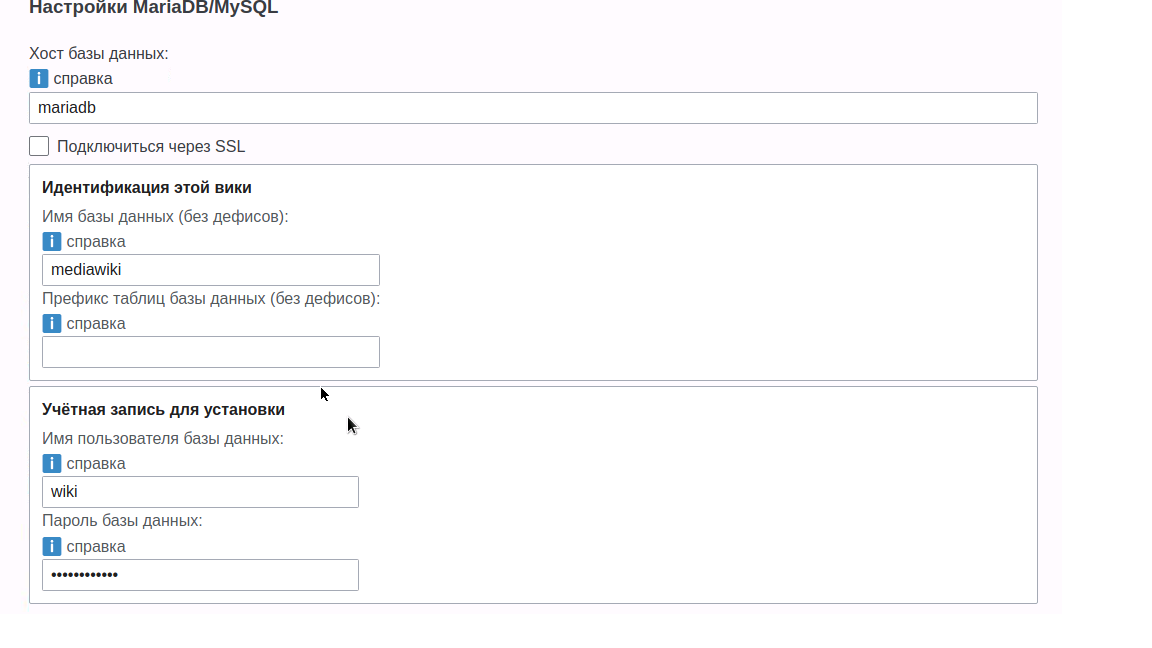 Настройки MariaDB/MySQL
Хост базы данных:
i справка
mariadb
Подключиться через SSL
Идентификация этой вики
Имя базы данных (без дефисов):
i справка
mediawiki
Префикс таблиц базы данных (без дефисов):
i справка
Учётная запись для установки
Имя пользователя базы данных:
i справка
wiki
Пароль базы данных:
i справка
••••••••••••